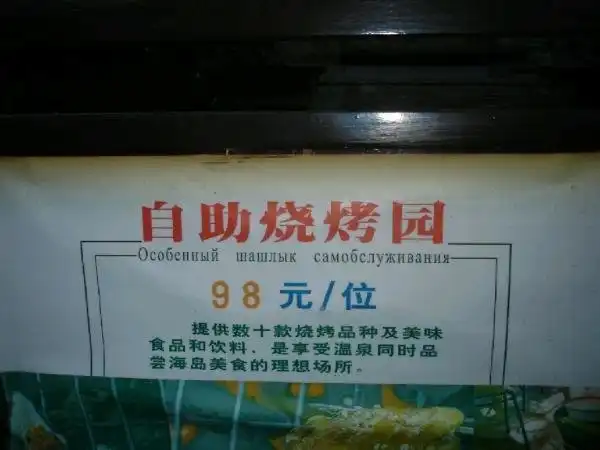 自助烧烤园
Особенный шашлык самобслуживания
98元/位
提供数十款烧烤品种及美味
食品和饮料．是享受温泉同时品
尝海岛美食的理想场所。